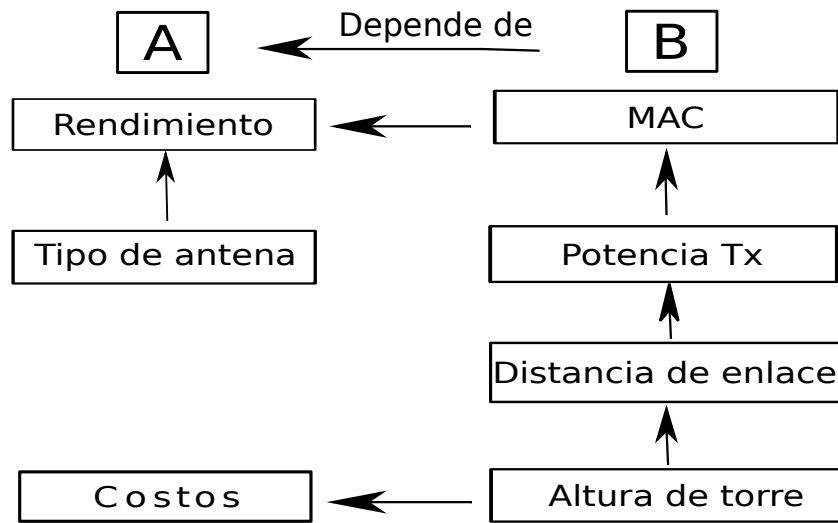 A
Depende de
B
Rendimiento
MAC
Tipo de antena
Potencia Tx
Distancia de enlace
Costos
Altura de torre